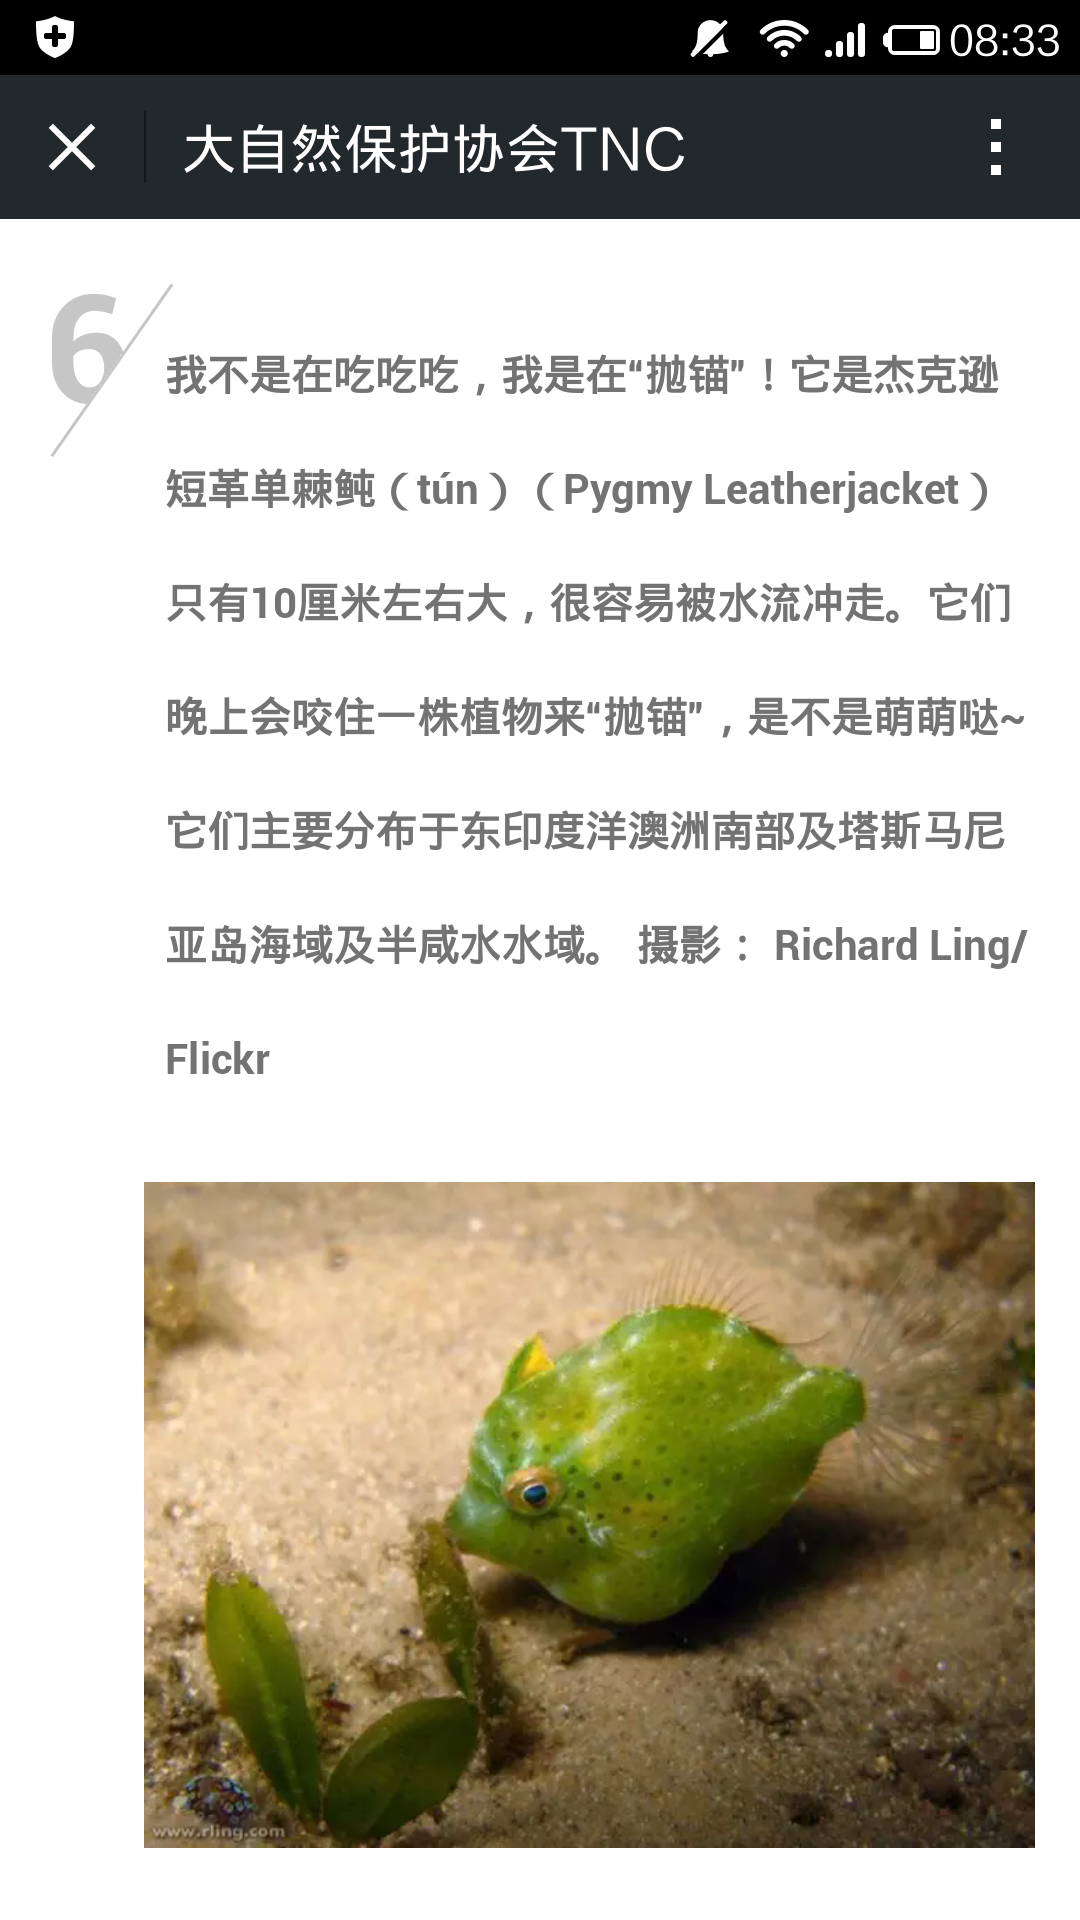 08:33
大自然保护协会TNC
6
我不是在吃吃吃，我是在“抛锚”！它是杰克逊
短革单棘鲀（tún）（Pygmy Leatherjacket）
只有10厘米左右大，很容易被水流冲走。它们
晚上会咬住一株植物来“抛锚”，是不是萌萌哒~
它们主要分布于东印度洋澳洲南部及塔斯马尼
亚岛海域及半咸水水域。 摄影： Richard Ling/
Flickr
www.rling.com